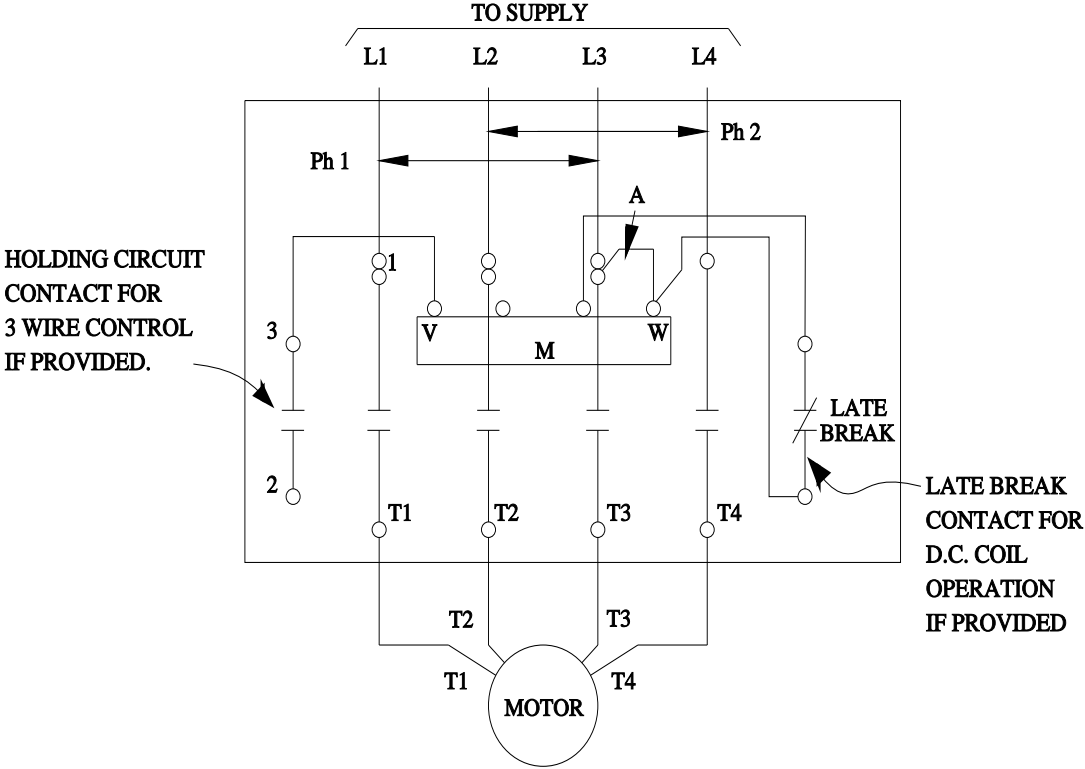 TO SUPPLY
L1 L2 L3 L4
Ph 2
Ph 1
A
HOLDING CIRCUIT
CONTACT FOR
3 WIRE CONTROL
IF PROVIDED.
1
3
V W
M
LATE
BREAK
2
T1 T2 T3 T4
LATE BREAK
CONTACT FOR
D.C. COIL
OPERATION
IF PROVIDED
T2 T3
T1 T4
MOTOR